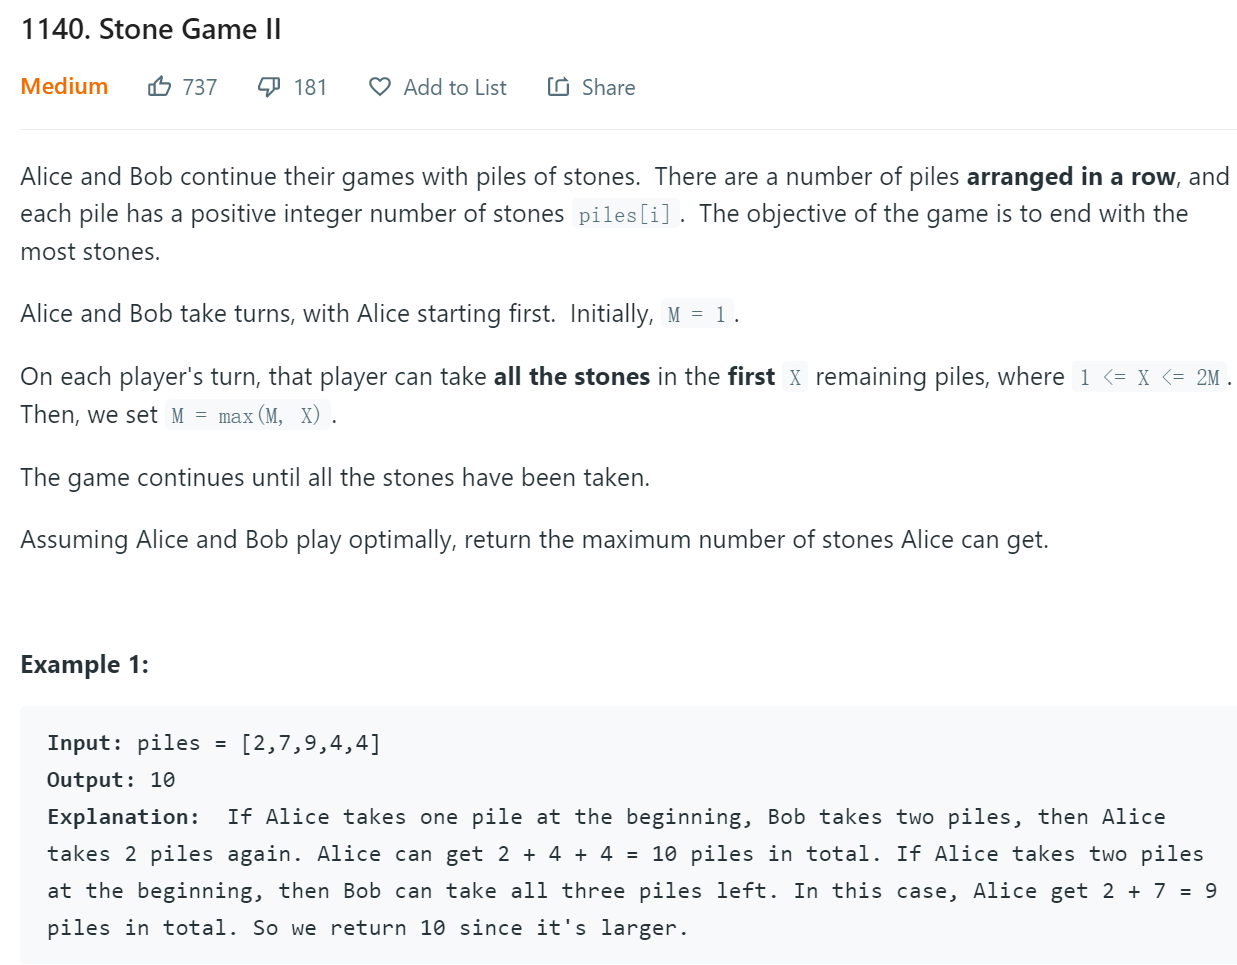 1140. Stone Game II
Medium 737 181 Add to List Share
Alice and Bob continue their games with piles of stones. There are a number of piles arranged in a row, and
each pile has a positive integer number of stones piles[i]. The objective of the game is to end with the
most stones.
Alice and Bob take turns, with Alice starting first. Initially, M = 1.
On each player's turn, that player can take all the stones in the first X remaining piles, where 1 <= X <= 2M.
Then, we set M = max(M, X).
The game continues until all the stones have been taken.
Assuming Alice and Bob play optimally, return the maximum number of stones Alice can get.
Example 1:
Input: piles = [2,7,9,4,4]
Output: 10
Explanation: If Alice takes one pile at the beginning, Bob takes two piles, then Alice
takes 2 piles again. Alice can get 2 + 4 + 4 = 10 piles in total. If Alice takes two piles
at the beginning, then Bob can take all three piles left. In this case, Alice get 2 + 7 = 9
piles in total. So we return 10 since it's larger.